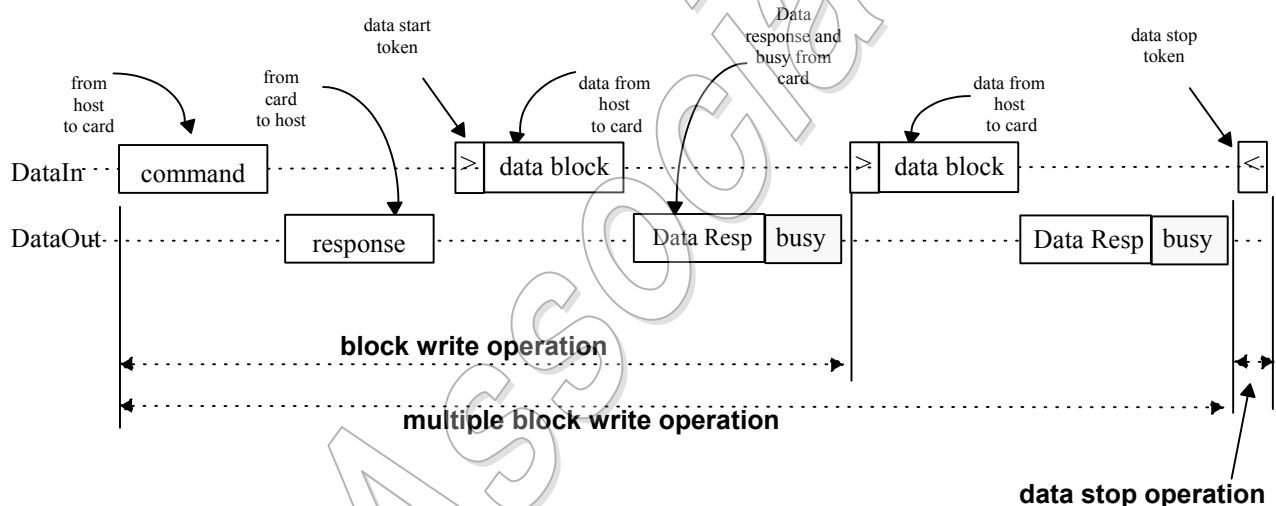 from
host
to card
from
card
to host
data start
token
data from
host
to card
Data
response and
busy from
card
data from
host
to card
data stop
token
DataIn command > data block > data block <
DataOut response Data Resp busy Data Resp busy
block write operation
multiple block write operation
data stop operation